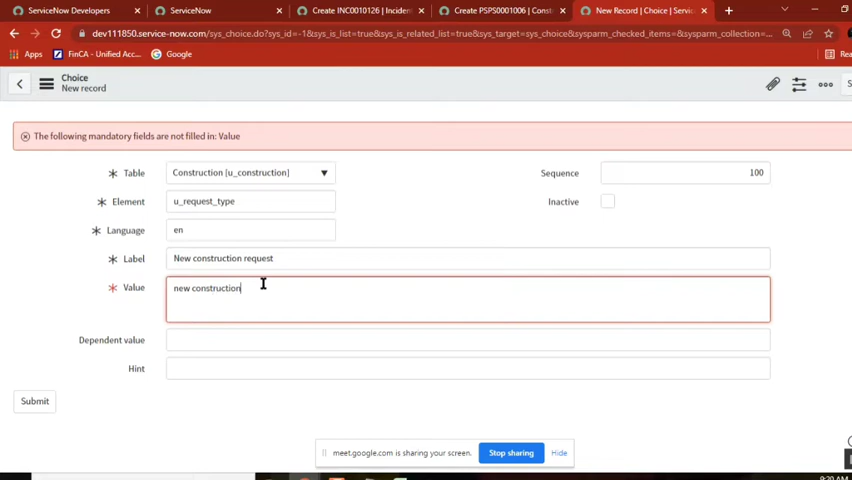 ServiceNow Developers
ServiceNow
Create INC0010126 | Incident
Create PSPS0001006 | Const
New Record | Choice | Servic
dev111850.service-now.com/sys_choice.do?sys_id=-1&sys_is_list=true&sys_is_related_list=true&sys_target=sys_choice&sysparm_checked_items=&sysparm_collection=...
Apps
FinCA - Unified Acc...
Google
Read
Choice
New record
The following mandatory fields are not filled in: Value
Table
Construction [u_construction]
Sequence
100
Element
u_request_type
Inactive
Language
en
Label
New construction request
Value
new construction
Dependent value
Hint
Submit
meet.google.com is sharing your screen.
Stop sharing
Hide